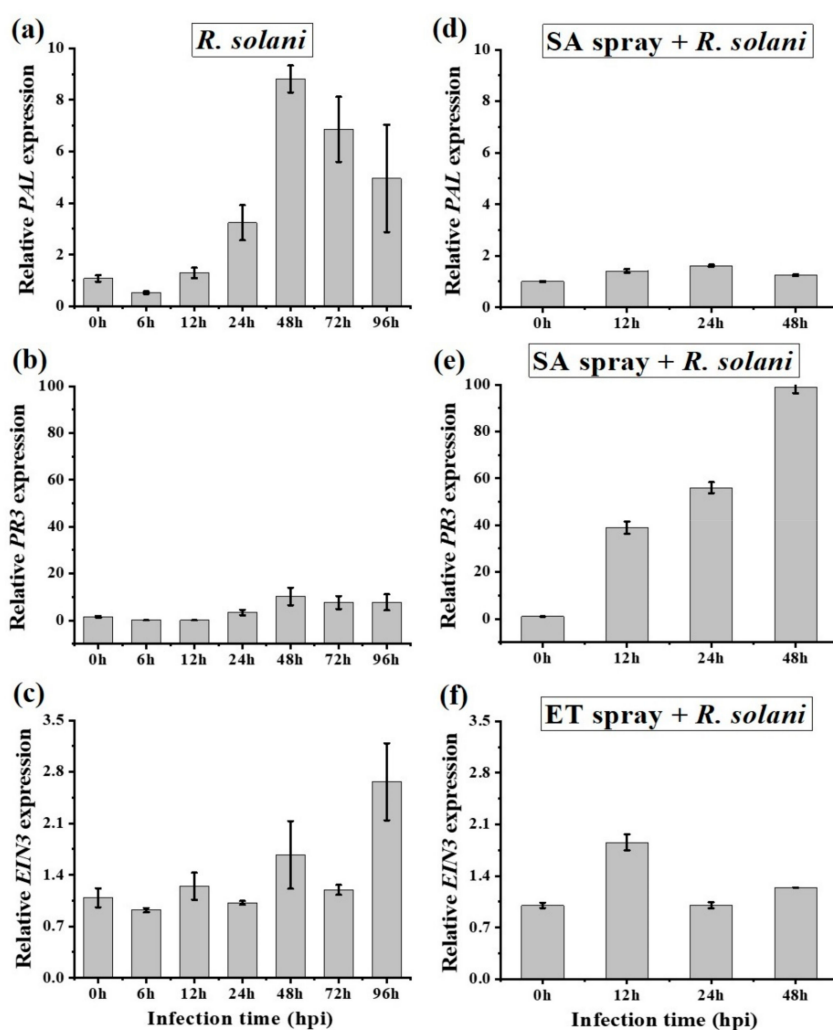 (a)
R. solani
Relative PAL expression
10
8
6
4
2
0
0h 6h 12h 24h 48h 72h 96h
(d)
SA spray + R. solani
Relative PAL expression
10
8
6
4
2
0
0h 12h 24h 48h
(b)
Relative PR3 expression
100
80
60
40
20
0
0h 6h 12h 24h 48h 72h 96h
(e)
SA spray + R. solani
Relative PR3 expression
100
80
60
40
20
0
0h 12h 24h 48h
(c)
Relative EIN3 expression
3.5
2.8
2.1
1.4
0.7
0.0
0h 6h 12h 24h 48h 72h 96h
Infection time (hpi)
(f)
ET spray + R. solani
Relative EIN3 expression
3.5
2.8
2.1
1.4
0.7
0.0
0h 12h 24h 48h
Infection time (hpi)